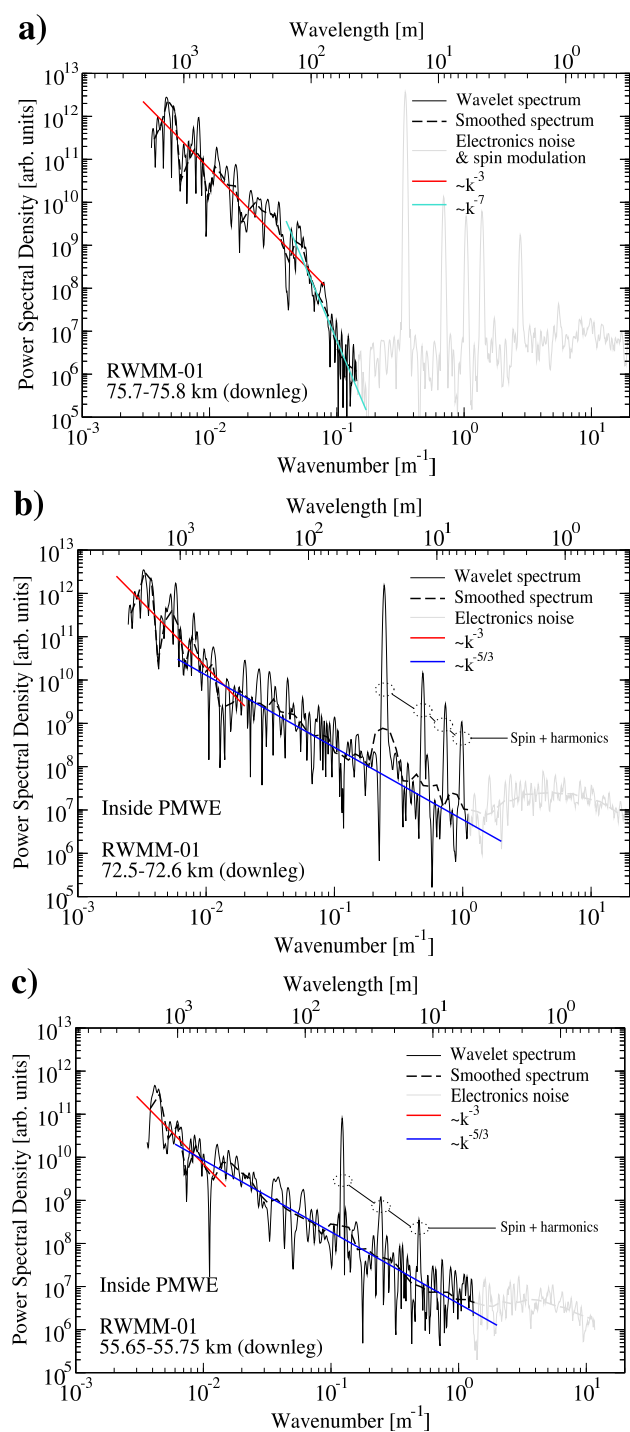 a)
Wavelength [m]
10³ 10² 10¹ 10⁰
Power Spectral Density [arb. units]
10¹³
10¹²
10¹¹
10¹⁰
10⁹
10⁸
10⁷
10⁶
10⁵
Wavelet spectrum
Smoothed spectrum
Electronics noise
& spin modulation
~k⁻³
~k⁻⁷
RWMM-01
75.7-75.8 km (downleg)
10⁻³ 10⁻² 10⁻¹ 10⁰ 10¹
Wavenumber [m⁻¹]
b)
Wavelength [m]
10³ 10² 10¹ 10⁰
Power Spectral Density [arb. units]
10¹³
10¹²
10¹¹
10¹⁰
10⁹
10⁸
10⁷
10⁶
10⁵
Wavelet spectrum
Smoothed spectrum
Electronics noise
~k⁻³
~k⁻⁵/³
Spin + harmonics
Inside PMWE
RWMM-01
72.5-72.6 km (downleg)
10⁻³ 10⁻² 10⁻¹ 10⁰ 10¹
Wavenumber [m⁻¹]
c)
Wavelength [m]
10³ 10² 10¹ 10⁰
Power Spectral Density [arb. units]
10¹³
10¹²
10¹¹
10¹⁰
10⁹
10⁸
10⁷
10⁶
10⁵
Wavelet spectrum
Smoothed spectrum
Electronics noise
~k⁻³
~k⁻⁵/³
Spin + harmonics
Inside PMWE
RWMM-01
55.65-55.75 km (downleg)
10⁻³ 10⁻² 10⁻¹ 10⁰ 10¹
Wavenumber [m⁻¹]